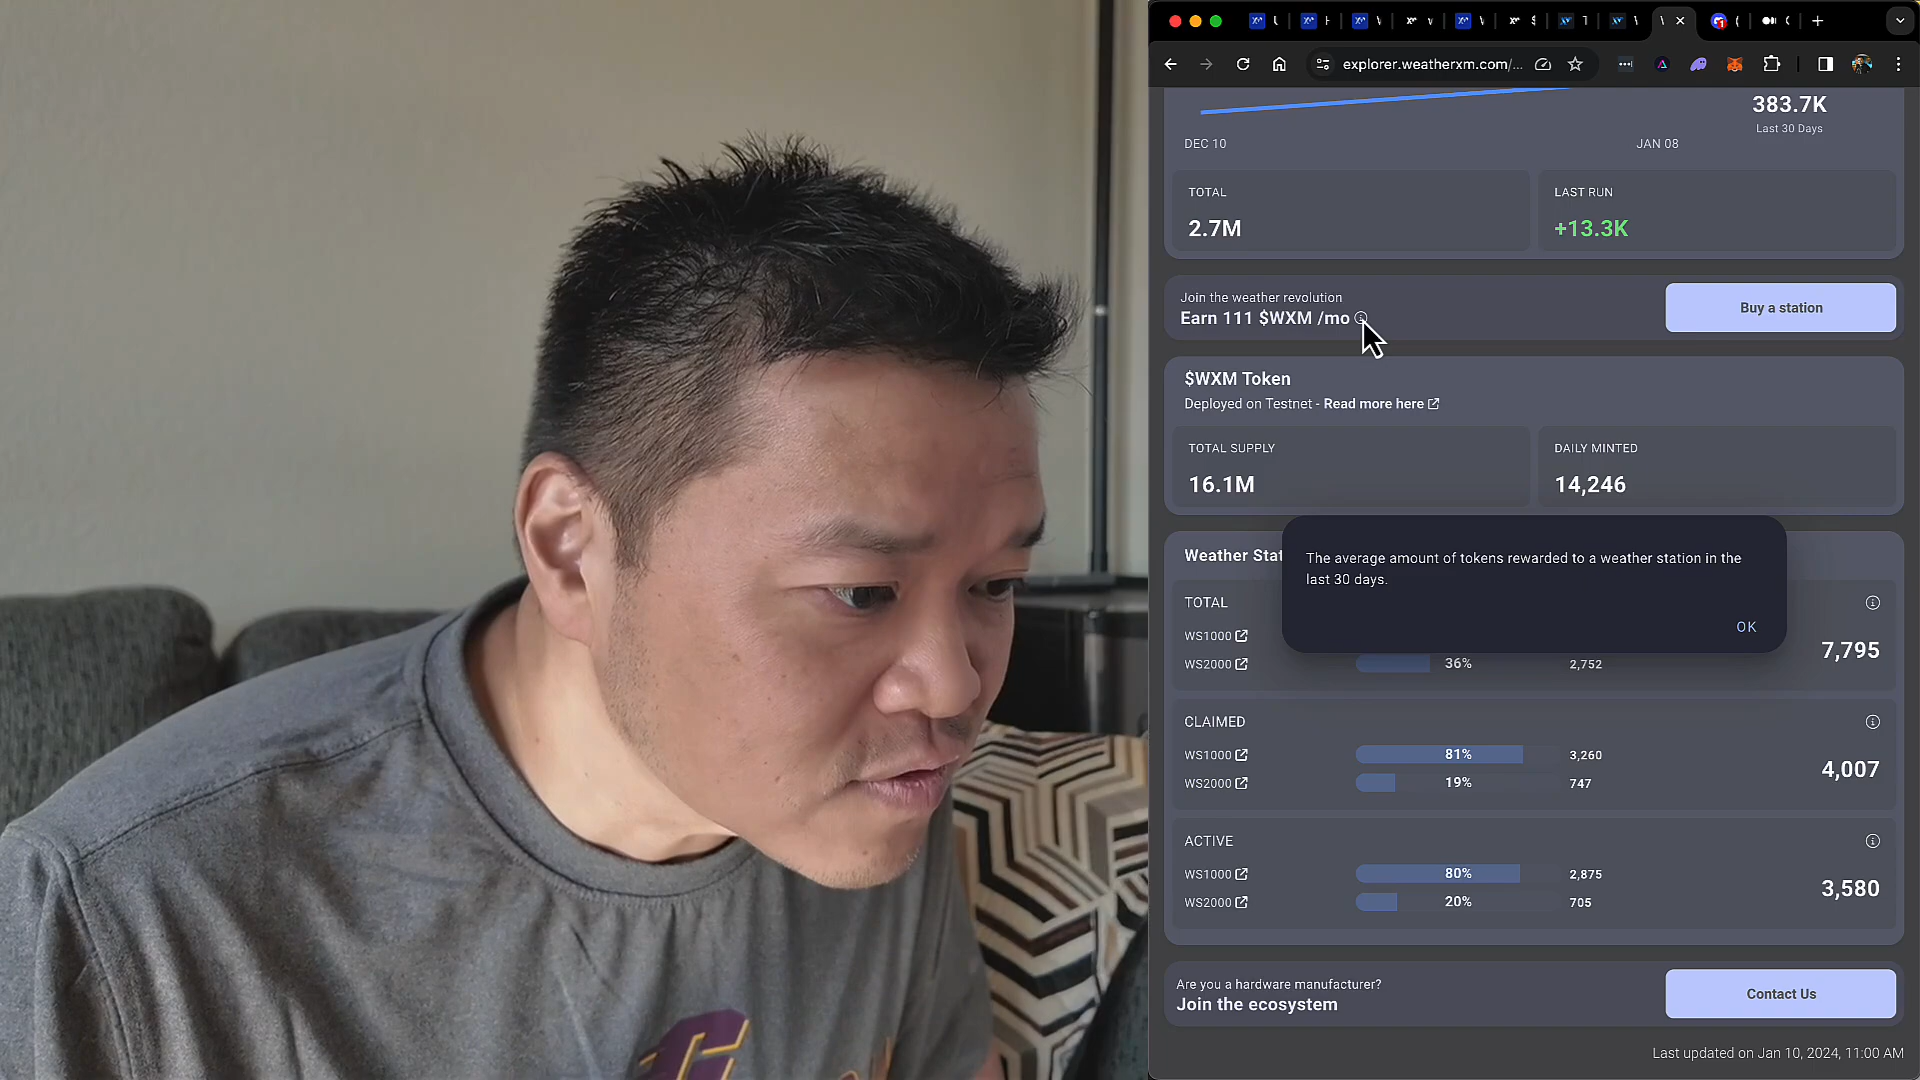 explorer.weatherxm.com/...
383.7K
Last 30 Days
DEC 10
JAN 08
TOTAL
LAST RUN
2.7M
+13.3K
Join the weather revolution
Earn 111 $WXM /mo
Buy a station
$WXM Token
Deployed on Testnet - Read more here
TOTAL SUPPLY
DAILY MINTED
16.1M
14,246
Weather Stat
The average amount of tokens rewarded to a weather station in the
last 30 days.
OK
TOTAL
WS1000
WS2000
36%
2,752
7,795
CLAIMED
WS1000
81%
3,260
WS2000
19%
747
4,007
ACTIVE
WS1000
80%
2,875
WS2000
20%
705
3,580
Are you a hardware manufacturer?
Join the ecosystem
Contact Us
Last updated on Jan 10, 2024, 11:00 AM